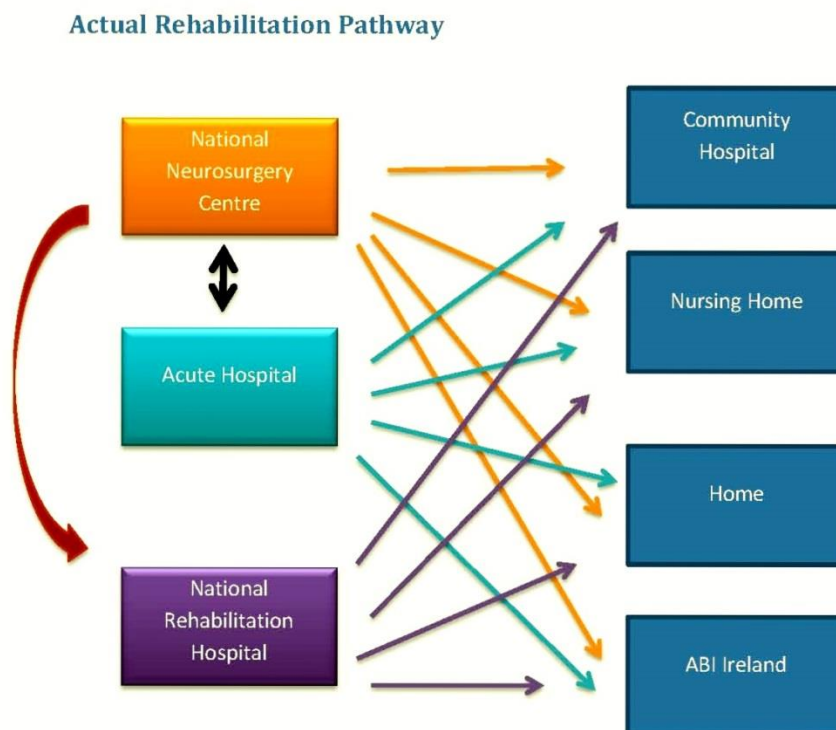 Actual Rehabilitation Pathway
National
Neurosurgery
Centre
Acute Hospital
National
Rehabilitation
Hospital
Community
Hospital
Nursing Home
Home
ABI Ireland